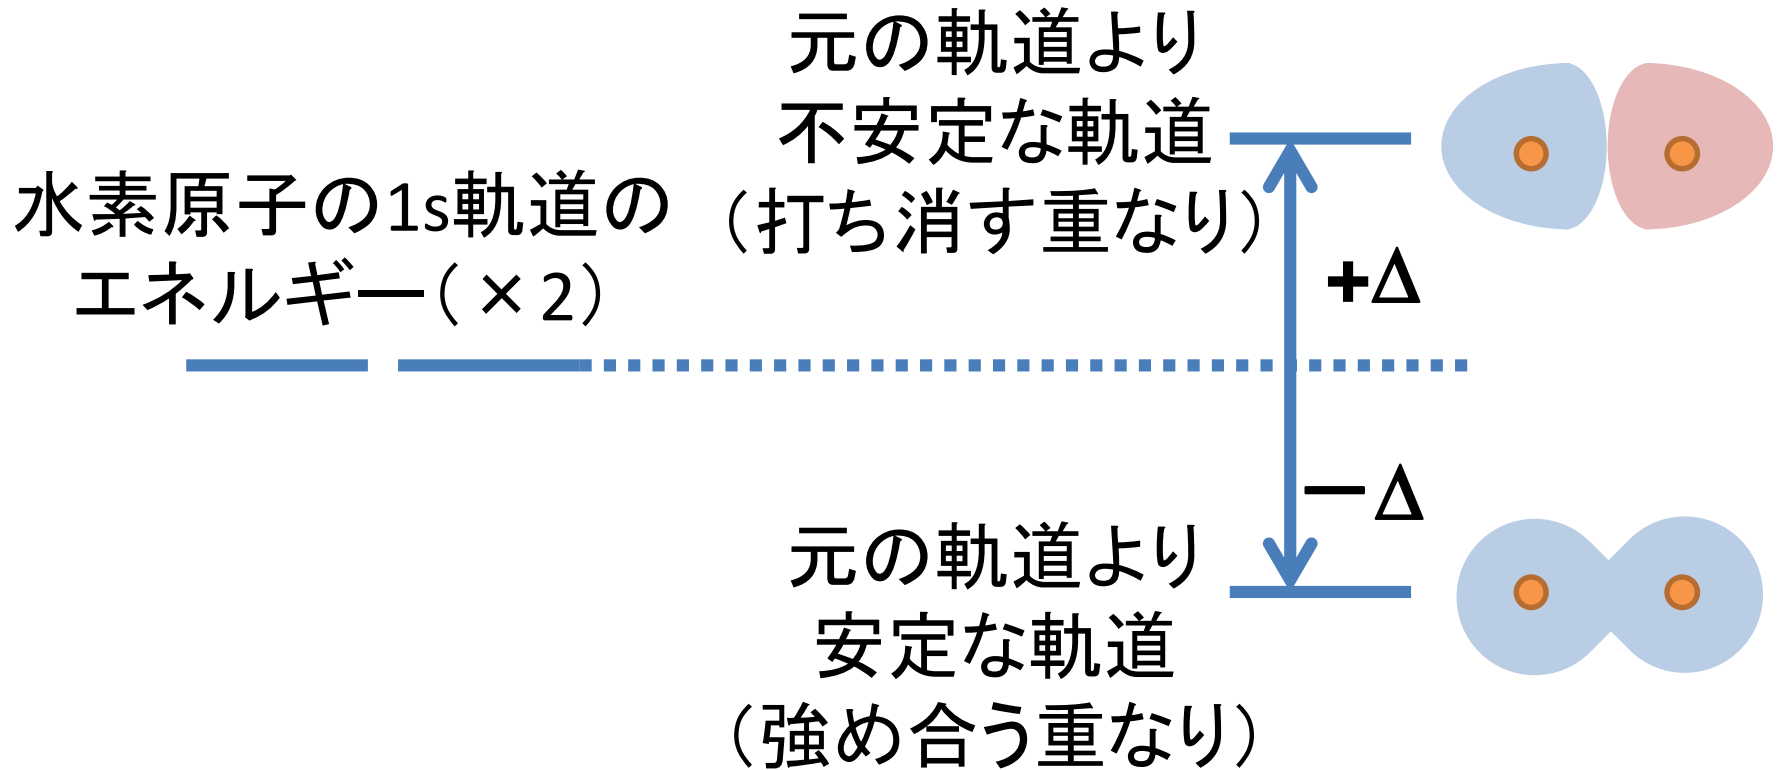 水素原子の1s軌道の
エネルギー(×2)
元の軌道より
不安定な軌道
(打ち消す重なり)
+Δ
−Δ
元の軌道より
安定な軌道
(強め合う重なり)